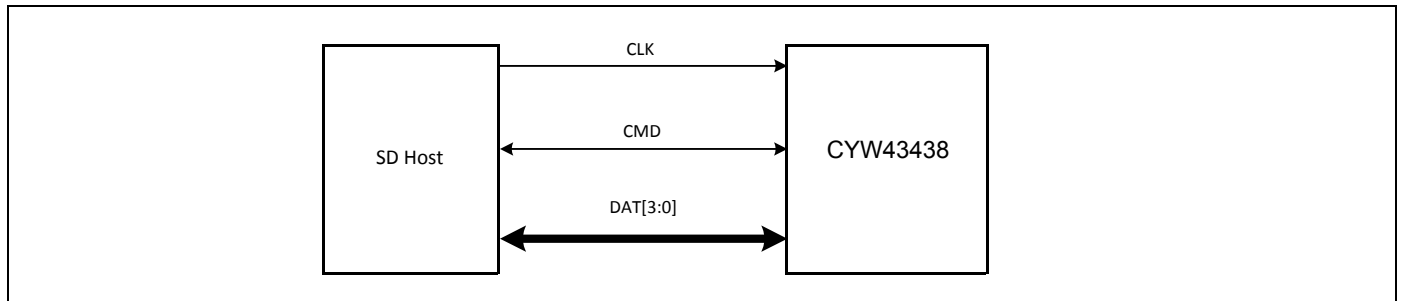 CLK
CMD
SD Host
CYW43438
DAT[3:0]